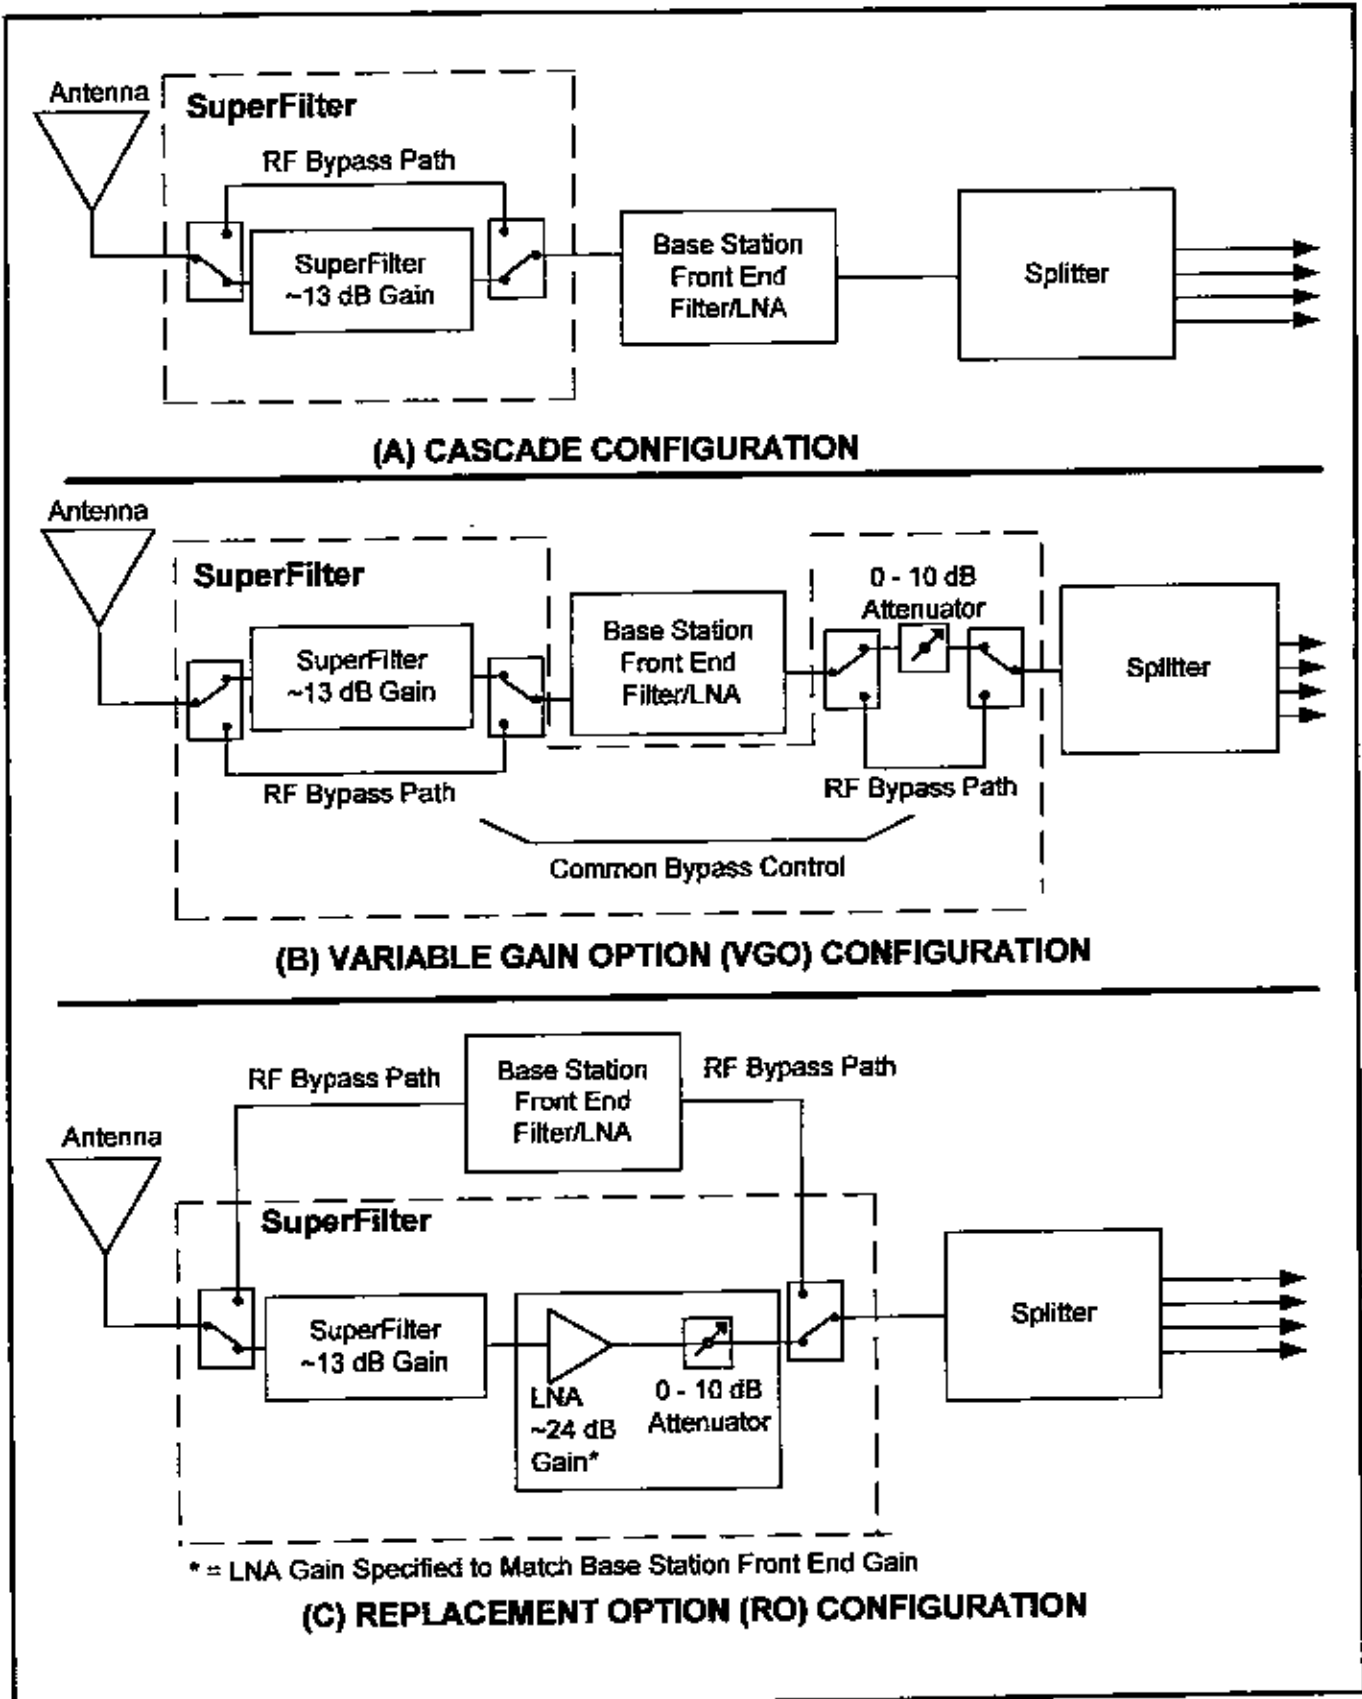 Antenna
SuperFilter
RF Bypass Path
SuperFilter
~13 dB Gain
Base Station
Front End
Filter/LNA
Splitter
(A) CASCADE CONFIGURATION
Antenna
SuperFilter
SuperFilter
~13 dB Gain
RF Bypass Path
Base Station
Front End
Filter/LNA
0 - 10 dB
Attenuator
RF Bypass Path
Splitter
Common Bypass Control
(B) VARIABLE GAIN OPTION (VGO) CONFIGURATION
RF Bypass Path
Base Station
Front End
Filter/LNA
RF Bypass Path
Antenna
SuperFilter
SuperFilter
~13 dB Gain
LNA
~24 dB
Gain*
0 - 10 dB
Attenuator
Splitter
* = LNA Gain Specified to Match Base Station Front End Gain
(C) REPLACEMENT OPTION (RO) CONFIGURATION